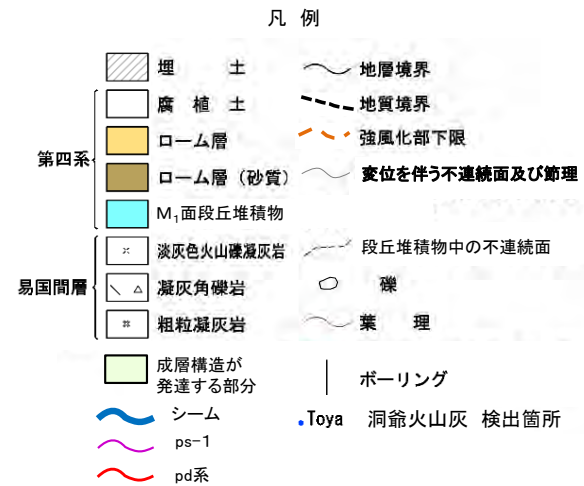 凡 例
埋 土
第四系
腐 植 土
ローム層
ローム層（砂質）
M₁面段丘堆積物
易国間層
淡灰色火山礫凝灰岩
凝灰角礫岩
粗粒凝灰岩
成層構造が
発達する部分
シーム
ps-1
pd系
地層境界
地質境界
強風化部下限
変位を伴う不連続面及び節理
段丘堆積物中の不連続面
礫
葉 理
ボーリング
.Toya 洞爺火山灰 検出箇所